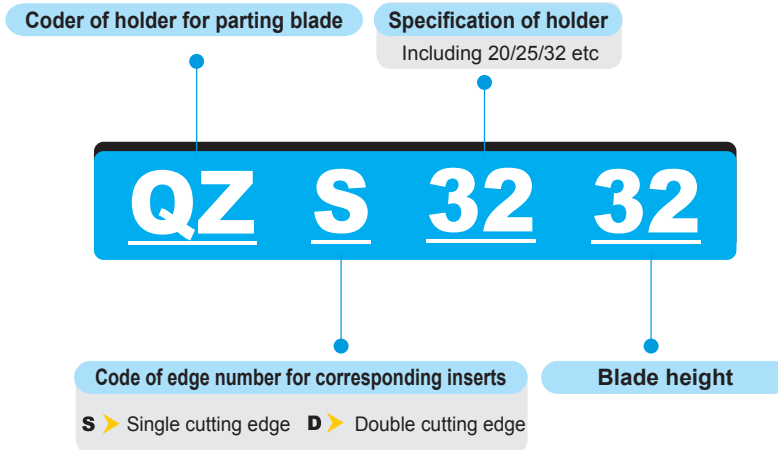 Coder of holder for parting blade
Specification of holder
Including 20/25/32 etc
QZ S 32 32
Code of edge number for corresponding inserts
Blade height
S Single cutting edge D Double cutting edge